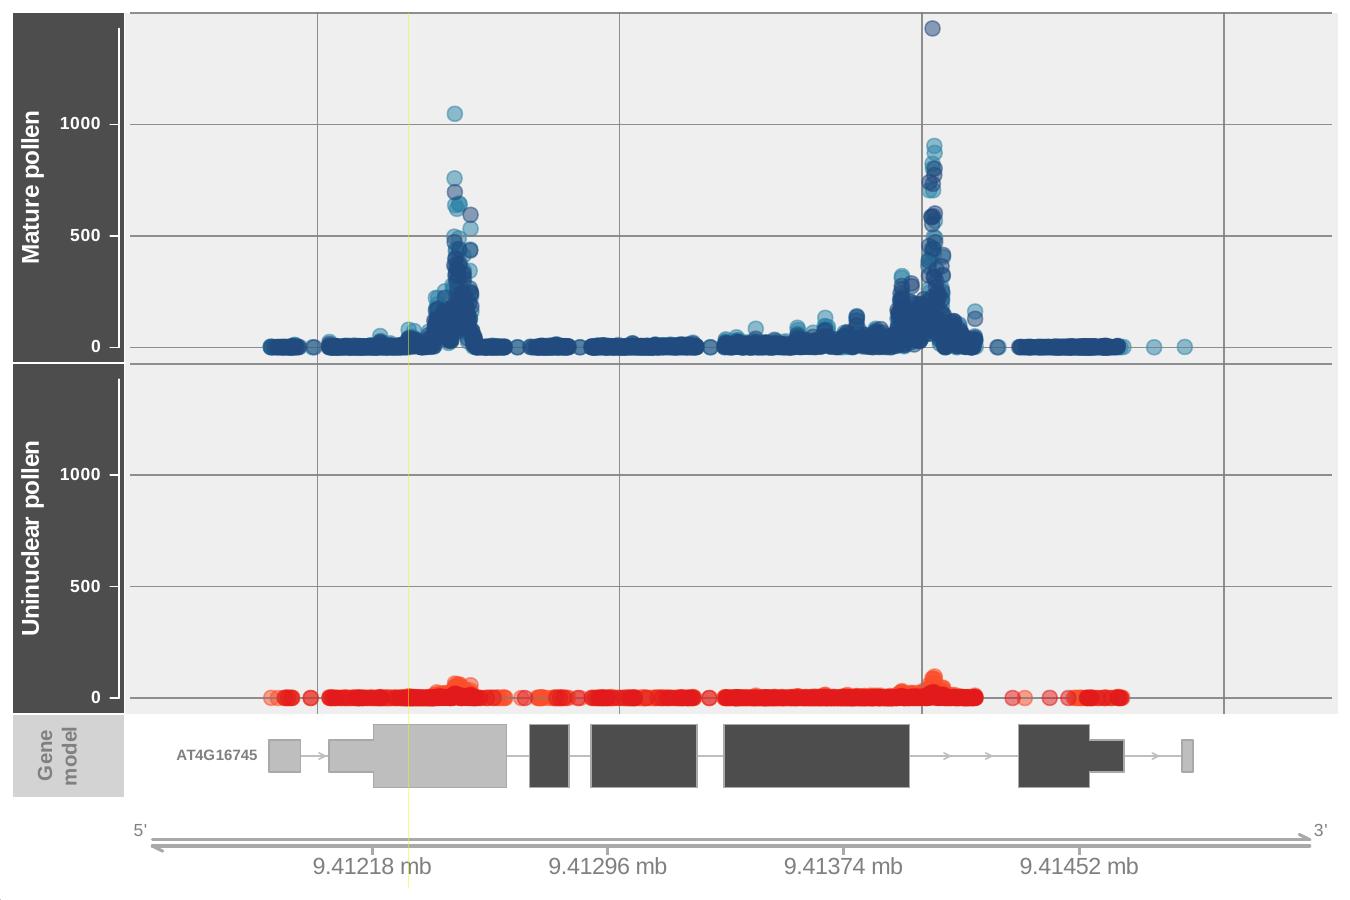 Mature pollen
1000
500
0
Uninuclear pollen
1000
500
0
Gene
model
AT4G16745
5'
3'
9.41218 mb
9.41296 mb
9.41374 mb
9.41452 mb